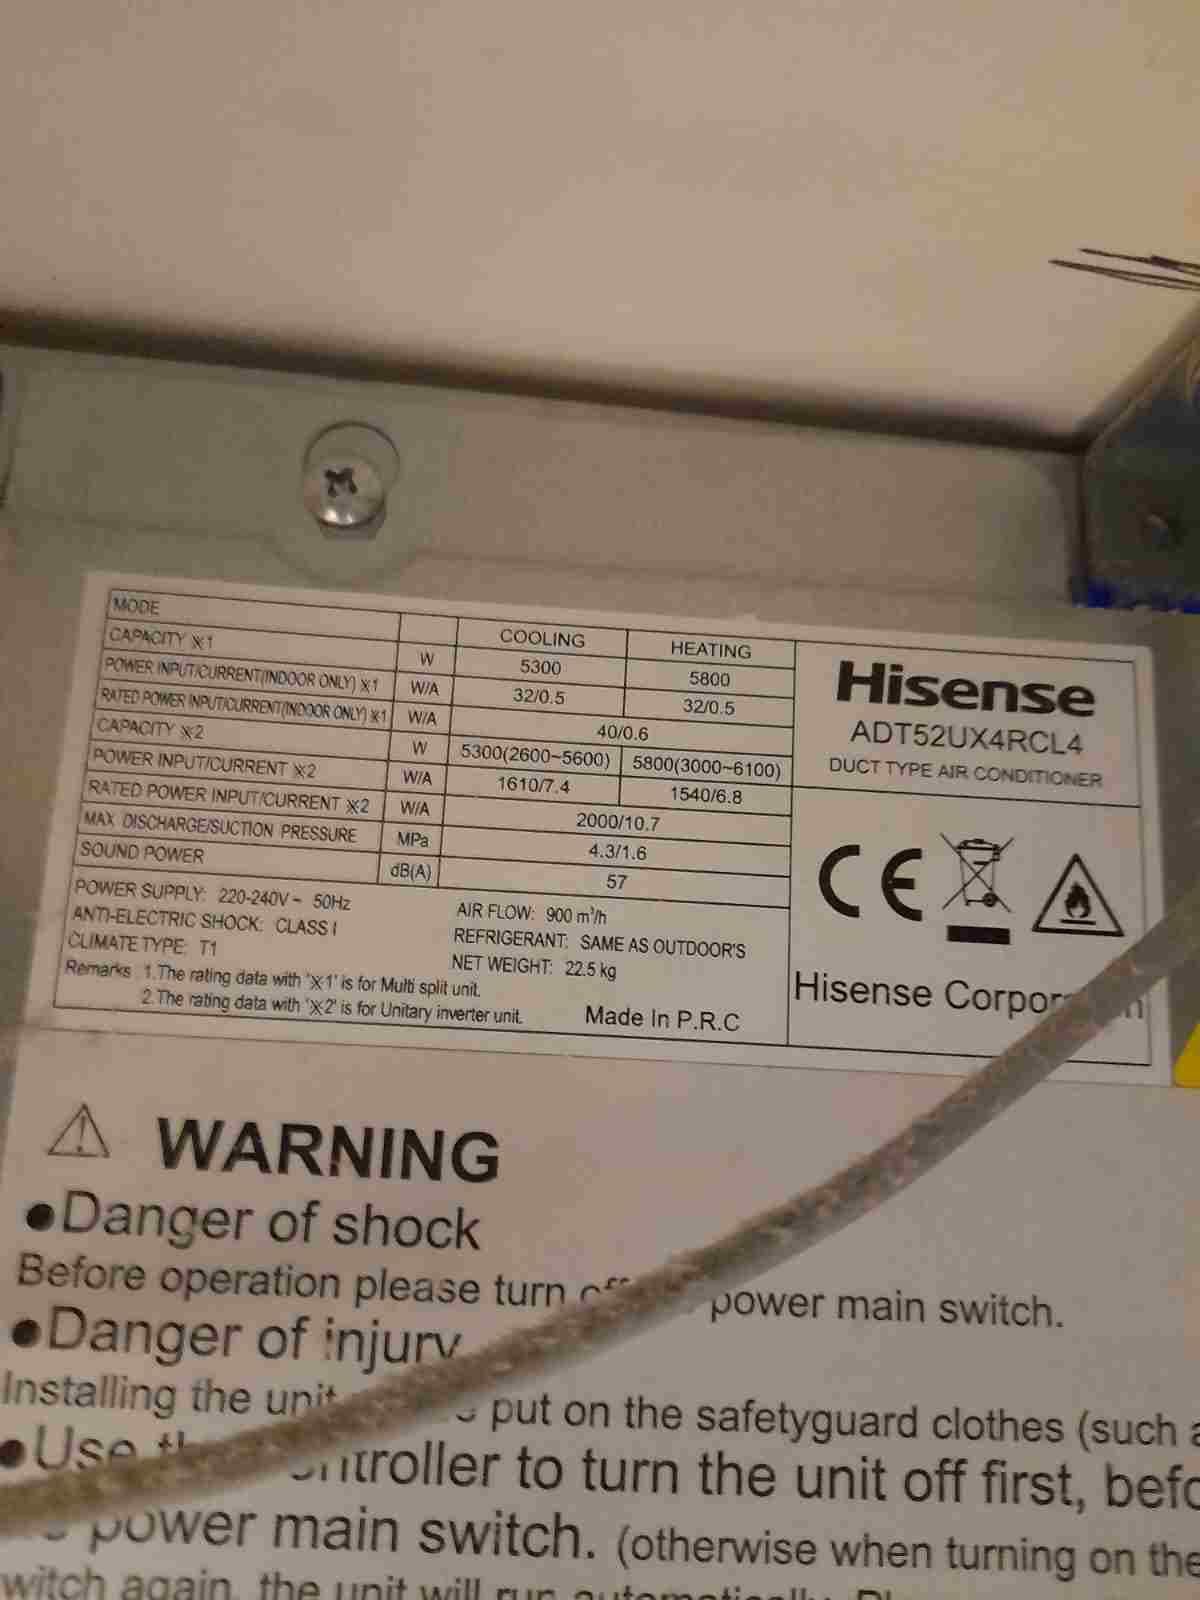 MODE COOLING HEATING
CAPACITY ※1 W 5300 5800
POWER INPUT/CURRENT(INDOOR ONLY) ※1 W/A 32/0.5 32/0.5
RATED POWER INPUT/CURRENT(INDOOR ONLY) ※1 W/A 40/0.6
CAPACITY ※2 W 5300(2600~5600) 5800(3000~6100)
POWER INPUT/CURRENT ※2 W/A 1610/7.4 1540/6.8
RATED POWER INPUT/CURRENT ※2 W/A 2000/10.7
MAX DISCHARGE/SUCTION PRESSURE MPa 4.3/1.6
SOUND POWER dB(A) 57
POWER SUPPLY: 220-240V ~ 50Hz
ANTI-ELECTRIC SHOCK: CLASS I
CLIMATE TYPE: T1
AIR FLOW: 900 m³/h
REFRIGERANT: SAME AS OUTDOOR'S
NET WEIGHT: 22.5 kg
Remarks : 1.The rating data with '※1' is for Multi split unit.
2.The rating data with '※2' is for Unitary inverter unit.
Made In P.R.C
Hisense
ADT52UX4RCL4
DUCT TYPE AIR CONDITIONER
CE
Hisense
WARNING
●Danger of shock
Before operation please turn power main switch.
●Danger of injury
Installing the unit put on the safetyguard clothes (such
●Use to turn the unit off first,
power main switch. (otherwise when turning on the
again, the unit will run automatically.